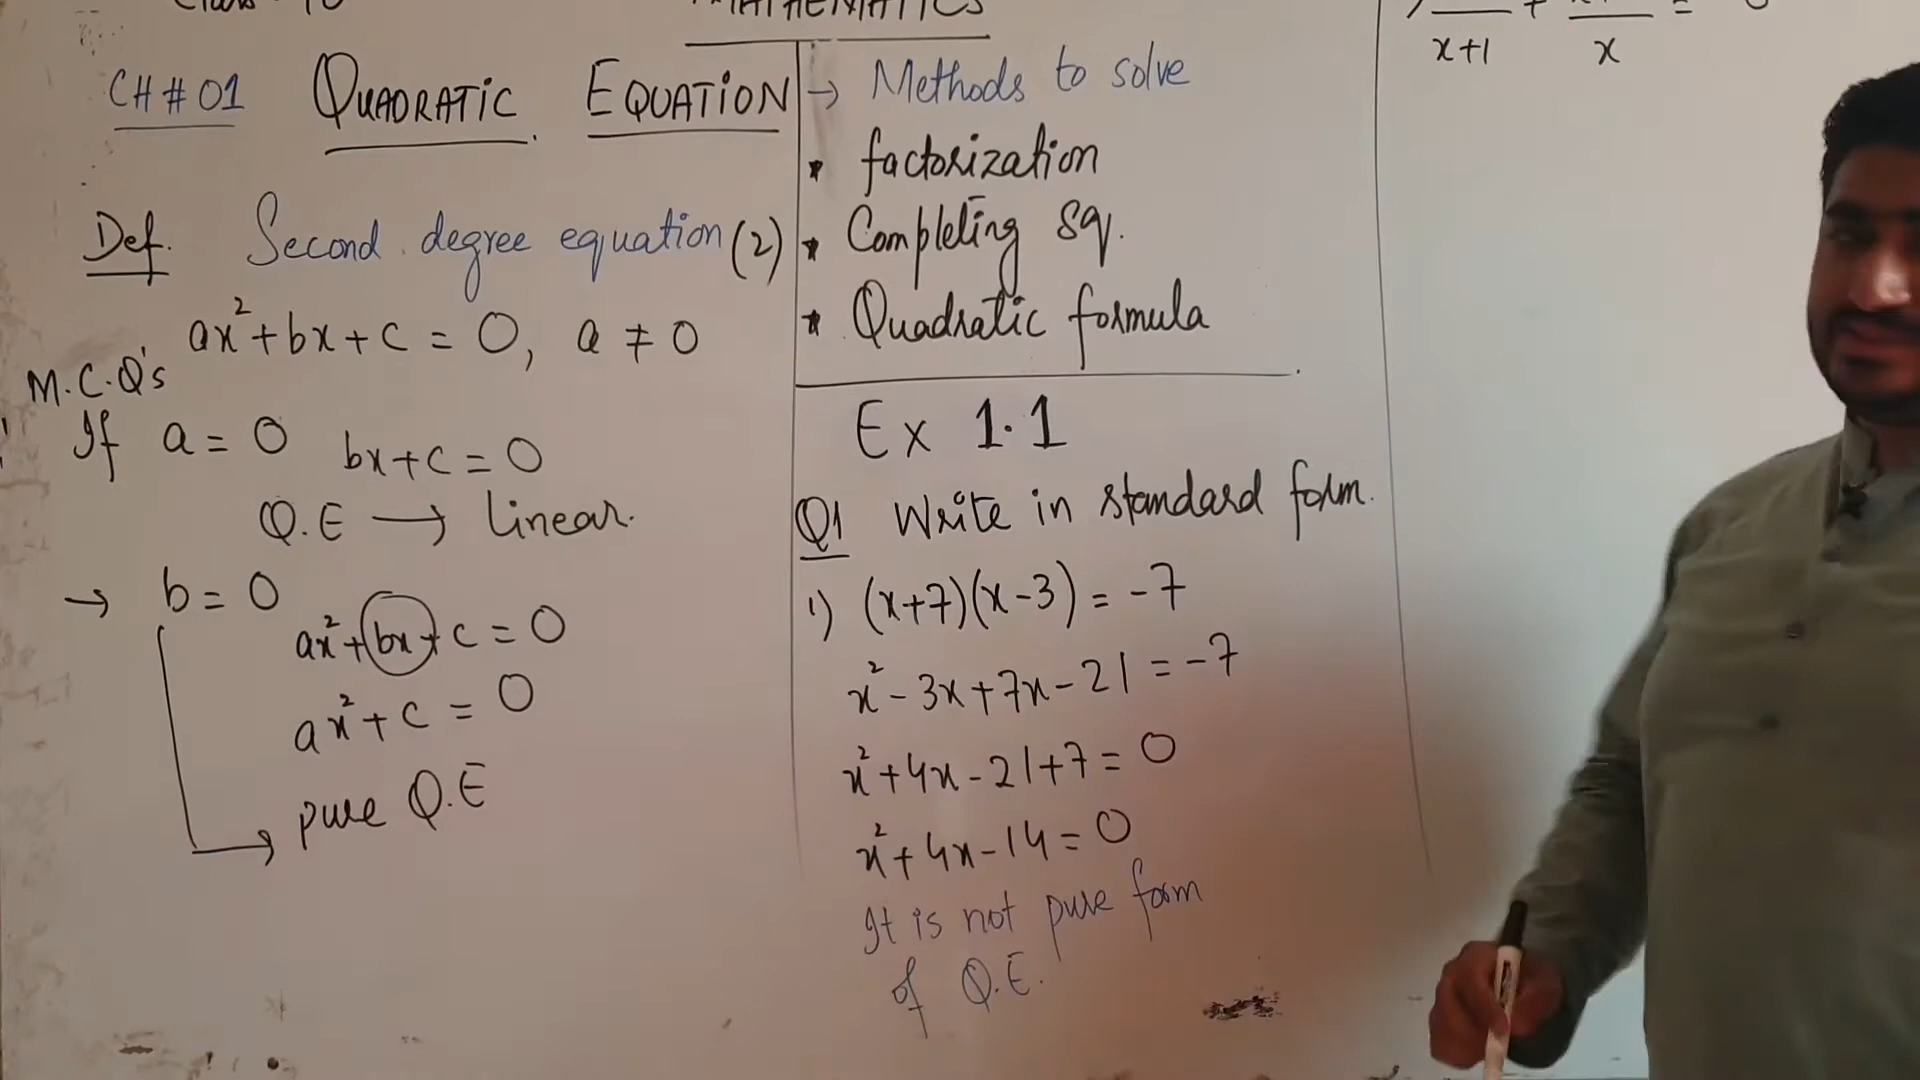 Class - 10
MATHEMATICS
CH # 01 QUADRATIC EQUATION
Def. Second degree equation (2)
ax² + bx + c = 0, a ≠ 0
M.C.Q's
If a = 0 bx + c = 0
Q.E → linear.
→ b = 0
ax² + bx + c = 0
ax² + c = 0
→ pure Q.E
→ Methods to solve
* factorization
* Completing sq.
* Quadratic formula
Ex 1.1
Q1 Write in standard form.
1) (x+7)(x-3) = -7
x² - 3x + 7x - 21 = -7
x² + 4x - 21 + 7 = 0
x² + 4x - 14 = 0
It is not pure form
of Q.E.
+ =
x+1 x